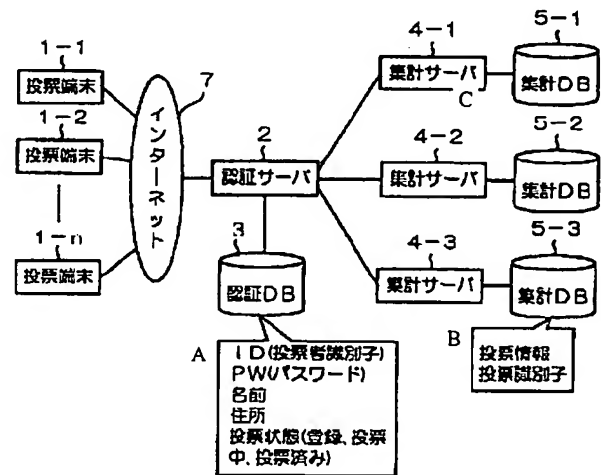 1-1
投票端末
1-2
投票端末
1-n
投票端末
7
インターネット
2
認証サーバ
3
認証DB
A
ID(投票者識別子)
PW(パスワード)
名前
住所
投票状態(登録、投票
中、投票済み)
4-1
集計サーバ
C
5-1
集計DB
4-2
集計サーバ
5-2
集計DB
4-3
集計サーバ
5-3
集計DB
B
投票情報
投票識別子